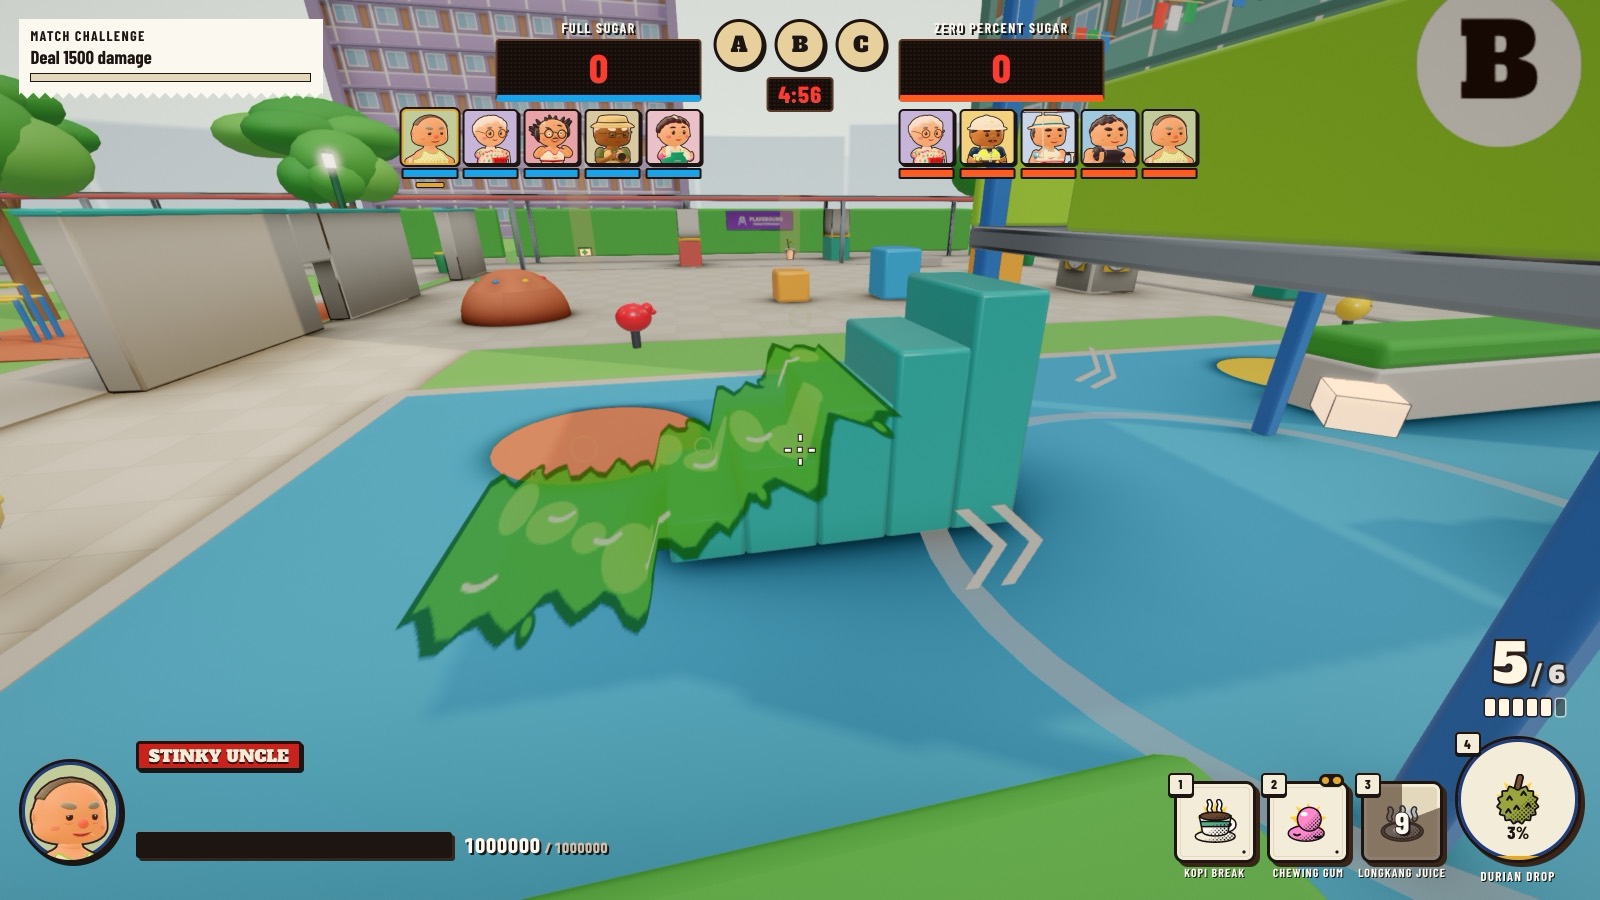 MATCH CHALLENGE
Deal 1500 damage
FULL SUGAR
0
A B C
4:56
ZERO PERCENT SUGAR
0
B
PLAYGROUND
STINKY UNCLE
1000000 / 1000000
5/6
1
KOPI BREAK
2
CHEWING GUM
3
9
LONGKANG JUICE
4
3%
DURIAN DROP